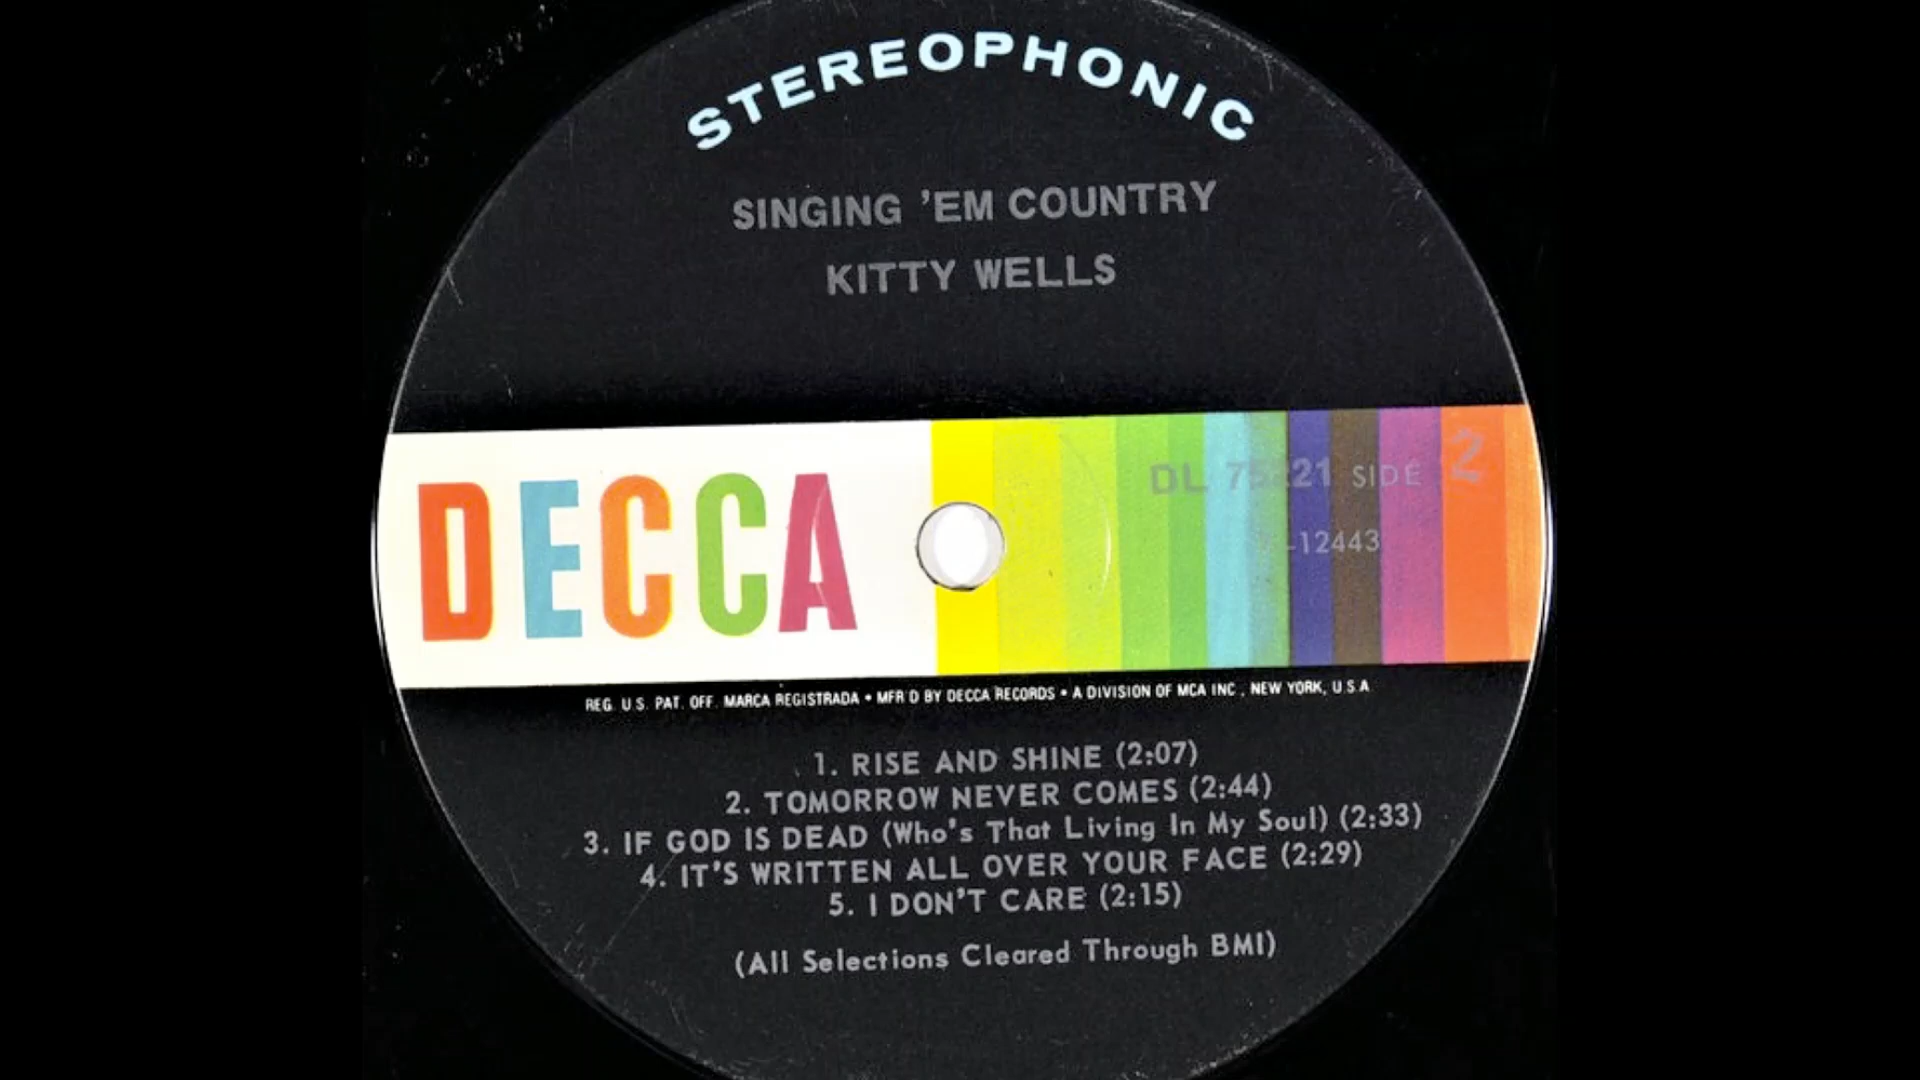 STEREOPHONIC
SINGING 'EM COUNTRY
KITTY WELLS
DECCA
DL 75221 SIDE 2
-12443
REG. U.S. PAT. OFF. MARCA REGISTRADA • MFR'D BY DECCA RECORDS • A DIVISION OF MCA INC., NEW YORK, U.S.A.
1. RISE AND SHINE (2:07)
2. TOMORROW NEVER COMES (2:44)
3. IF GOD IS DEAD (Who's That Living In My Soul) (2:33)
4. IT'S WRITTEN ALL OVER YOUR FACE (2:29)
5. I DON'T CARE (2:15)
(All Selections Cleared Through BMI)